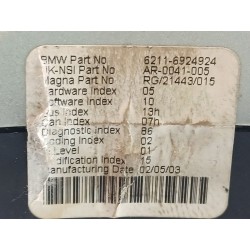 BMW Part No 6211-6924924
UK-NSI Part No AR-0041-005
Magna Part No RG/21443/015
Hardware Index 05
Software Index 10
Bus Index 13h
Can Index 07h
Diagnostic Index 86
Coding Index 02
Level 01
Modification Index 15
Manufacturing Date 02/05/03